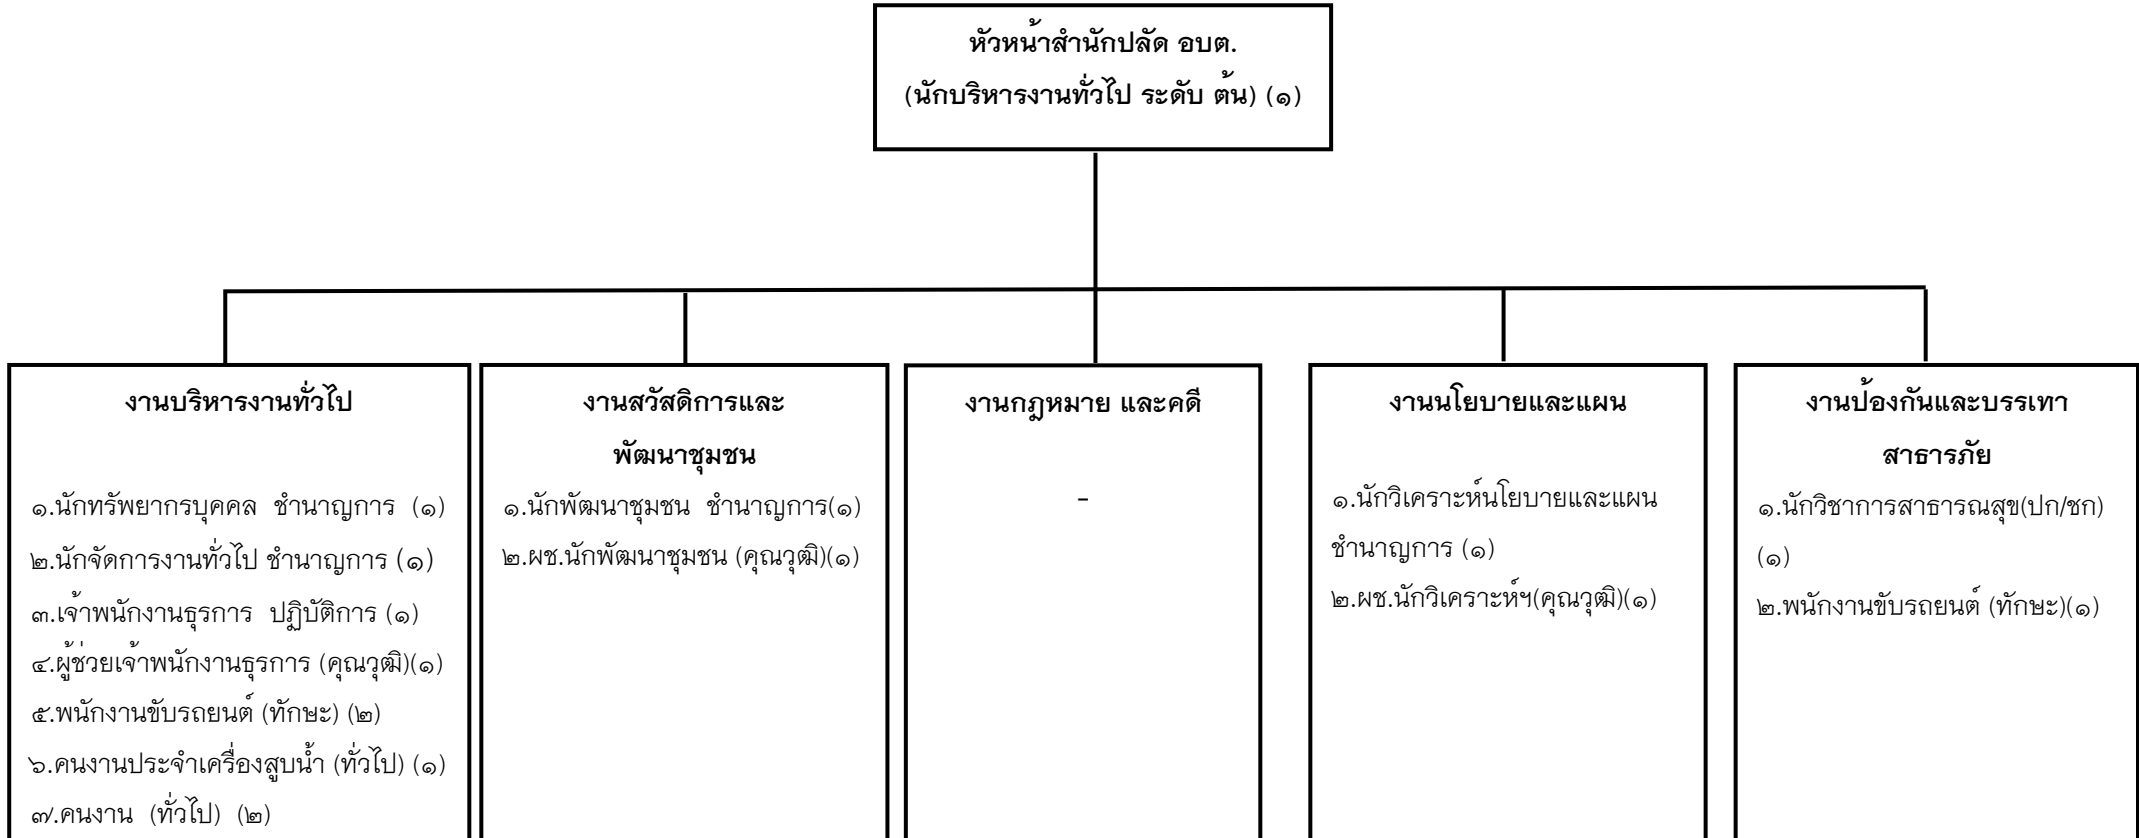 หัวหน้าสำนักปลัด อบต.
(นักบริหารงานทั่วไป ระดับ ต้น) (๑)
งานบริหารงานทั่วไป
๑.นักทรัพยากรบุคคล ชำนาญการ (๑)
๒.นักจัดการงานทั่วไป ชำนาญการ (๑)
๓.เจ้าพนักงานธุรการ ปฏิบัติการ (๑)
๔.ผู้ช่วยเจ้าพนักงานธุรการ (คุณวุฒิ)(๑)
๕.พนักงานขับรถยนต์ (ทักษะ) (๒)
๖.คนงานประจำเครื่องสูบน้ำ (ทั่วไป) (๑)
๗.คนงาน (ทั่วไป) (๒)
งานสวัสดิการและ
พัฒนาชุมชน
๑.นักพัฒนาชุมชน ชำนาญการ(๑)
๒.ผช.นักพัฒนาชุมชน (คุณวุฒิ)(๑)
งานกฎหมาย และคดี
-
งานนโยบายและแผน
๑.นักวิเคราะห์นโยบายและแผน
ชำนาญการ (๑)
๒.ผช.นักวิเคราะห์ฯ(คุณวุฒิ)(๑)
งานป้องกันและบรรเทา
สาธารภัย
๑.นักวิชาการสาธารณสุข(ปก/ชก)
(๑)
๒.พนักงานขับรถยนต์ (ทักษะ)(๑)